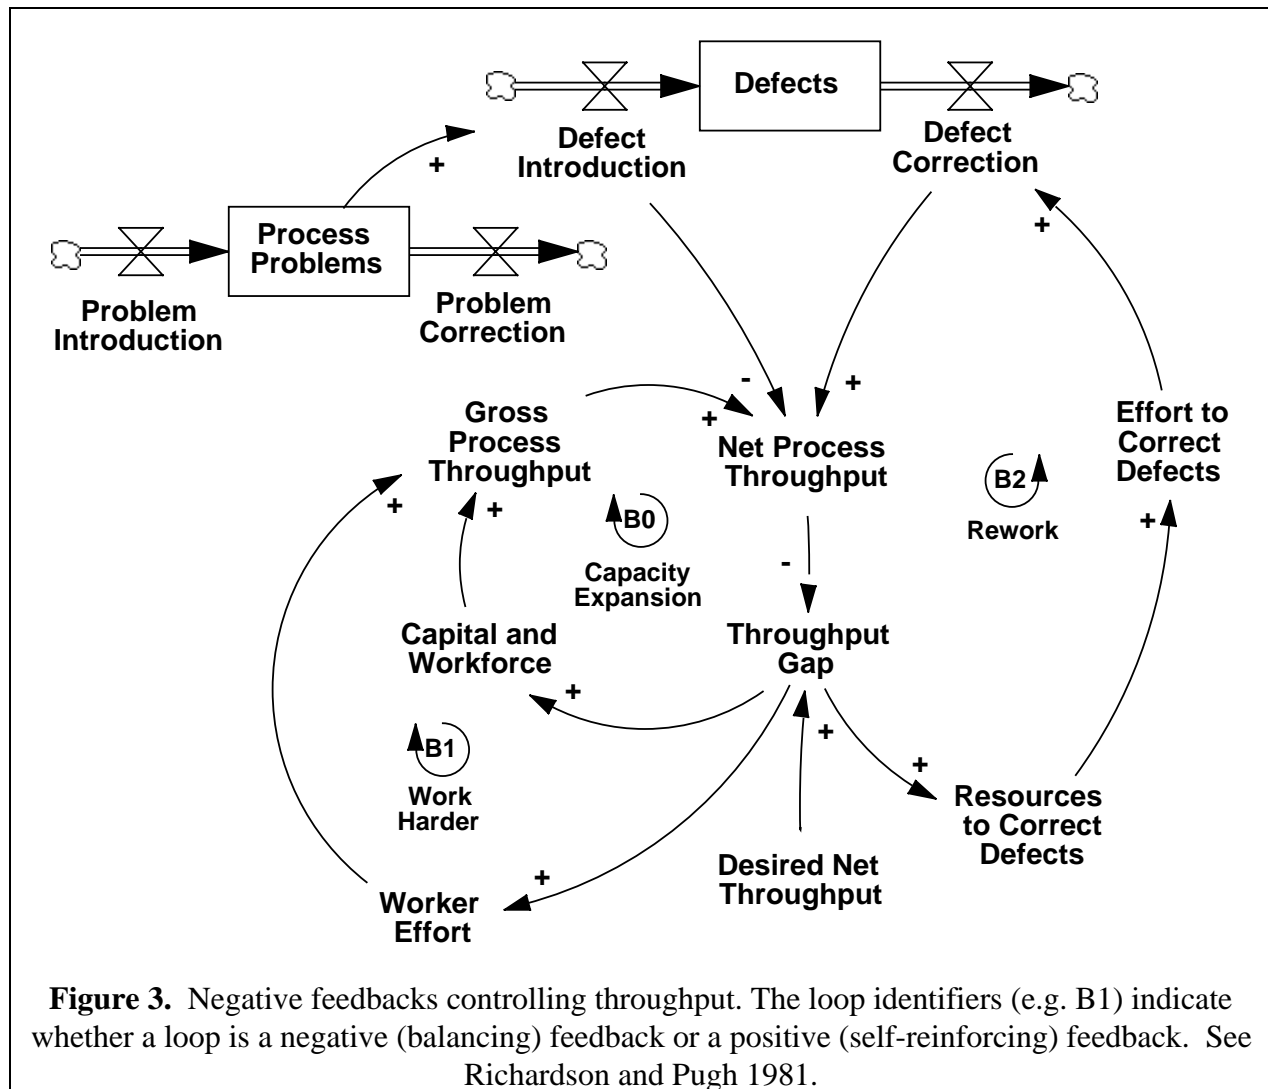 Defects
Defect
Introduction
Defect
Correction
+
+
Process
Problems
Problem
Introduction
Problem
Correction
-
+
+
Gross
Process
Throughput
Net Process
Throughput
Effort to
Correct
Defects
+
+
B0
B2
+
Rework
Capacity
Expansion
-
Capital and
Workforce
Throughput
Gap
+
+
+
B1
Work
Harder
Resources
to Correct
Defects
Desired Net
Throughput
+
Worker
Effort
Figure 3. Negative feedbacks controlling throughput. The loop identifiers (e.g. B1) indicate
whether a loop is a negative (balancing) feedback or a positive (self-reinforcing) feedback. See
Richardson and Pugh 1981.